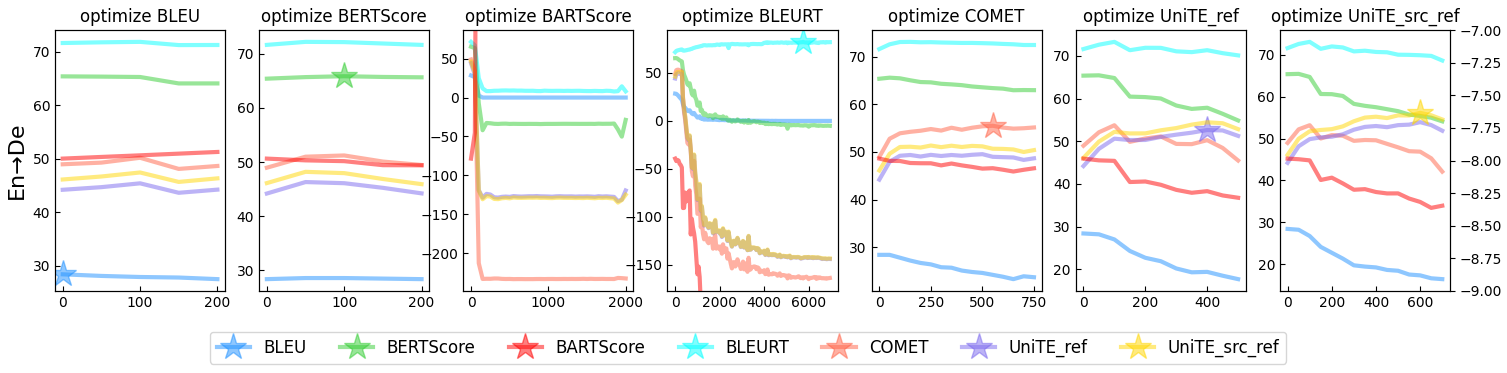 optimize BLEU optimize BERTScore optimize BARTScore optimize BLEURT optimize COMET optimize UniTE_ref optimize UniTE_src_ref
En→De
70 60 50 40 30
0 100 200
70 60 50 40 30
0 100 200
0 −50 −100 −150 −200
0 1000 2000
50 0 −50 −100 −150
0 2000 4000 6000
70 60 50 40 30
0 250 500 750
70 60 50 40 30 20
0 200 400
70 60 50 40 30 20
0 200 400 600
−7.00 −7.25 −7.50 −7.75 −8.00 −8.25 −8.50 −8.75 −9.00
BLEU BERTScore BARTScore BLEURT COMET UniTE_ref UniTE_src_ref